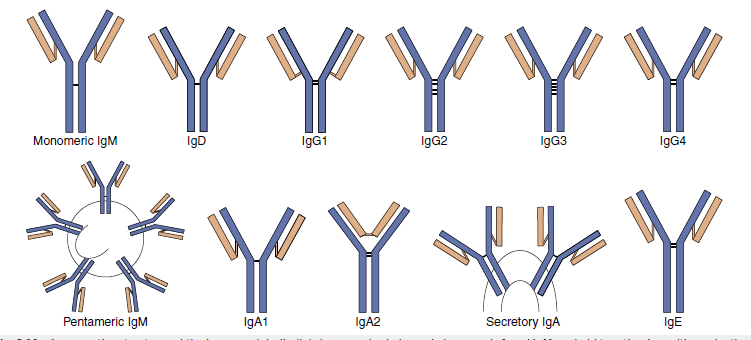 Monomeric IgM
IgD
IgG1
IgG2
IgG3
IgG4
Pentameric IgM
IgA1
IgA2
Secretory IgA
IgE